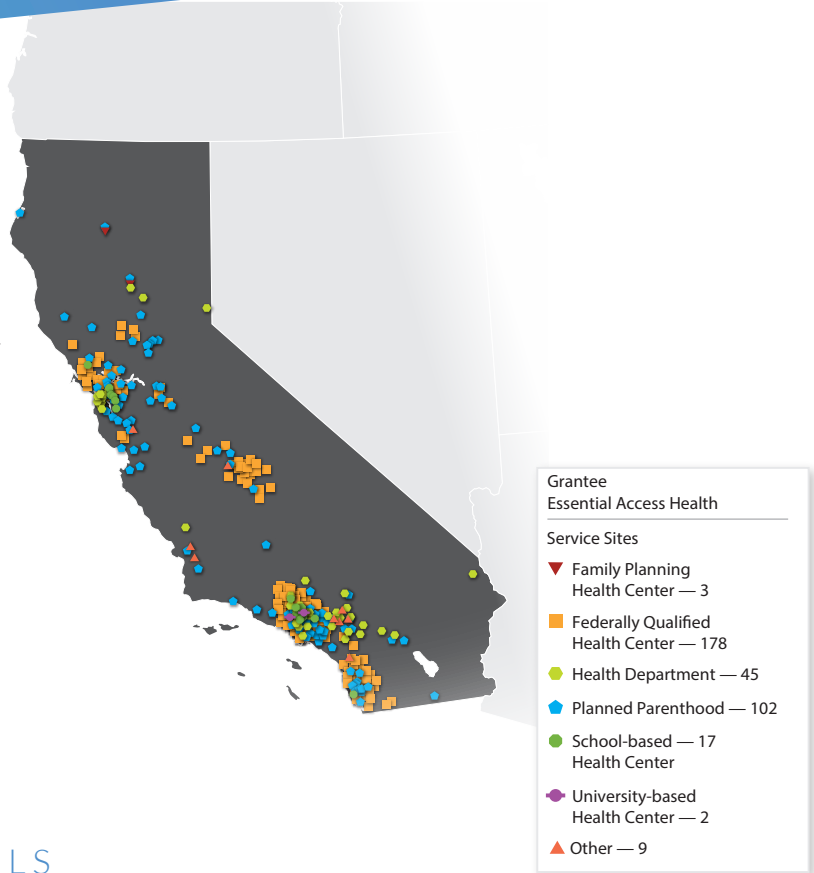 Grantee
Essential Access Health
Service Sites
Family Planning
Health Center — 3
Federally Qualified
Health Center — 178
Health Department — 45
Planned Parenthood — 102
School-based — 17
Health Center
University-based
Health Center — 2
Other — 9
L S